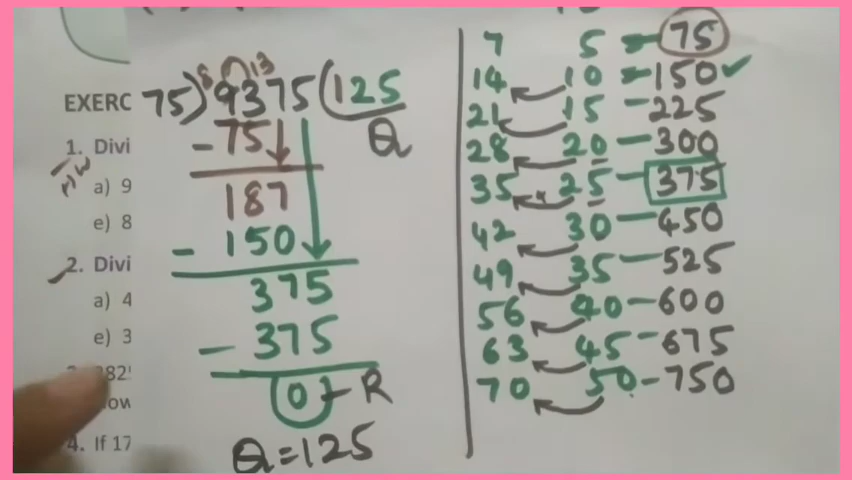 EXERC
1. Divi
a) 9
e) 8
2. Divi
a) 4
e) 3
4. If 17
8 13
75) 9375 (125
Q
- 75
187
- 150
375
- 375
0 - R
Q = 125
7 5 - 75
14 10 - 150 ✓
21 15 - 225
28 20 - 300
35 25 - 375
42 30 - 450
49 35 - 525
56 40 - 600
63 45 - 675
70 50 - 750